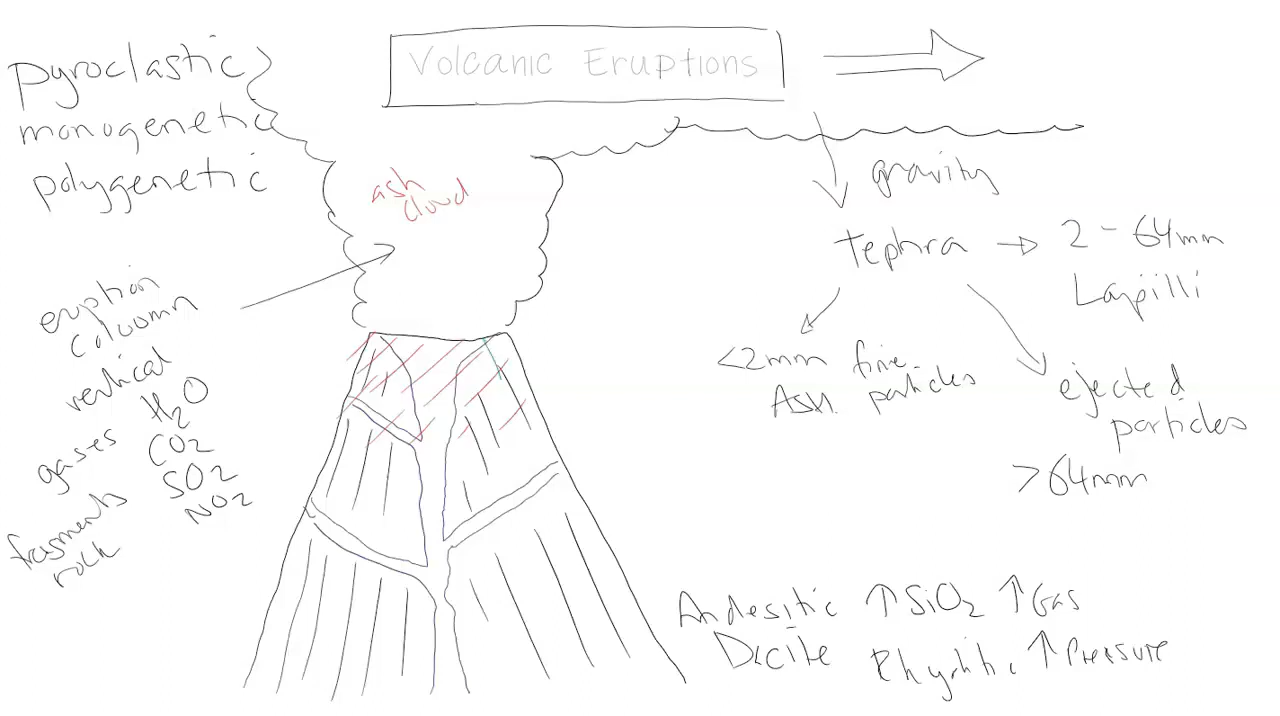 Volcanic Eruptions
pyroclastic
monogenetic
polygenetic
ash
cloud
gravity
tephra → 2 - 64mm
Lapilli
<2mm fine
Ash particles
ejected
particles
>64mm
eruption
coloomn
vertical
H2O
gases CO2
SO2
NO2
fragments
rock
Andesitic ↑ SiO2 ↑ Gas
Dacite Rhyolitic ↑ Pressure